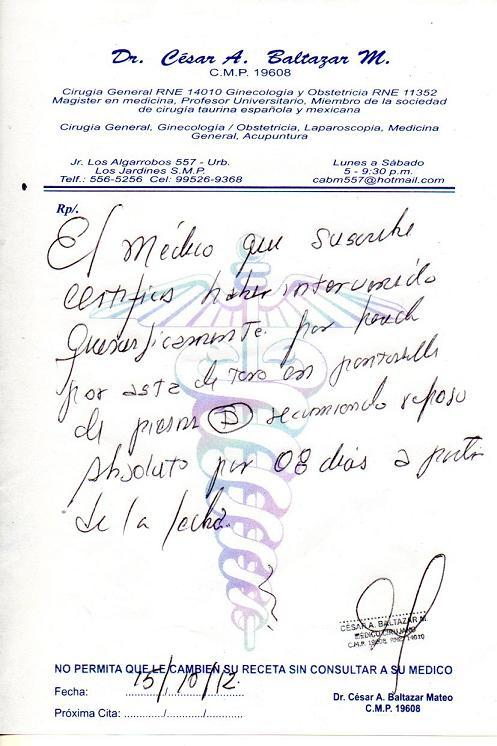 Dr. César A. Baltazar M.
C.M.P. 19608
Cirugía General RNE 14010 Ginecología y Obstetricia RNE 11352
Magister en medicina, Profesor Universitario, Miembro de la sociedad
de cirugía taurina española y mexicana
Cirugía General, Ginecología / Obstetricia, Laparoscopia, Medicina
General, Acupuntura
Jr. Los Algarrobos 557 - Urb.
Los Jardines S.M.P.
Telf.: 556-5256 Cel: 99526-9368
Lunes a Sábado
5 - 9:30 p.m.
cabm557@hotmail.com
Rp/.
El Médico que suscribe
certifica haber intervenido
quirurgicamente por
por asta de toro en pantorrilla
de pierna (D) recomiendo reposo
absoluto por 08 días a partir
de la fecha.
CESAR A. BALTAZAR M.
MEDICO CIRUJANO
C.M.P. 19608 RNE 14010
NO PERMITA QUE LE CAMBIEN SU RECETA SIN CONSULTAR A SU MEDICO
Fecha: 15/10/12
Próxima Cita: ............/............/............
Dr. César A. Baltazar Mateo
C.M.P. 19608